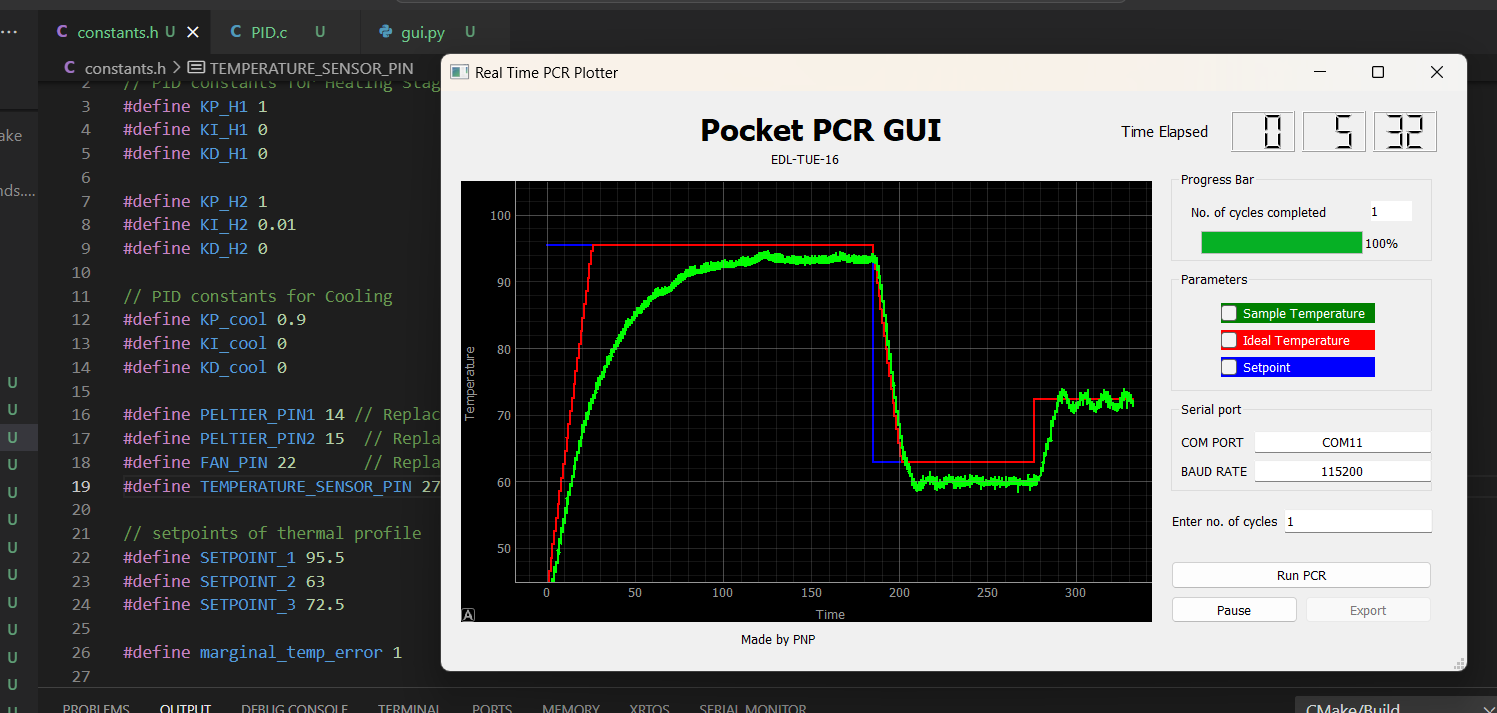 constants.h U
PID.c U
gui.py U
constants.h > TEMPERATURE_SENSOR_PIN
ake
nds....
U
U
U
U
U
U
U
U
U
U
U
U
U
U
2 // PID constants for Heating Stag
3 #define KP_H1 1
4 #define KI_H1 0
5 #define KD_H1 0
6
7 #define KP_H2 1
8 #define KI_H2 0.01
9 #define KD_H2 0
10
11 // PID constants for Cooling
12 #define KP_cool 0.9
13 #define KI_cool 0
14 #define KD_cool 0
15
16 #define PELTIER_PIN1 14 // Replac
17 #define PELTIER_PIN2 15 // Repla
18 #define FAN_PIN 22 // Repla
19 #define TEMPERATURE_SENSOR_PIN 27
20
21 // setpoints of thermal profile
22 #define SETPOINT_1 95.5
23 #define SETPOINT_2 63
24 #define SETPOINT_3 72.5
25
26 #define marginal_temp_error 1
27
PROBLEMS OUTPUT DEBUG CONSOLE TERMINAL PORTS MEMORY XRTOS SERIAL MONITOR
CMake/Build
Real Time PCR Plotter
Pocket PCR GUI
EDL-TUE-16
Time Elapsed 0 5 32
100
90
80
70
60
50
Temperature
0 50 100 150 200 250 300
Time
A
Made by PNP
Progress Bar
No. of cycles completed 1
100%
Parameters
Sample Temperature
Ideal Temperature
Setpoint
Serial port
COM PORT COM11
BAUD RATE 115200
Enter no. of cycles 1
Run PCR
Pause Export